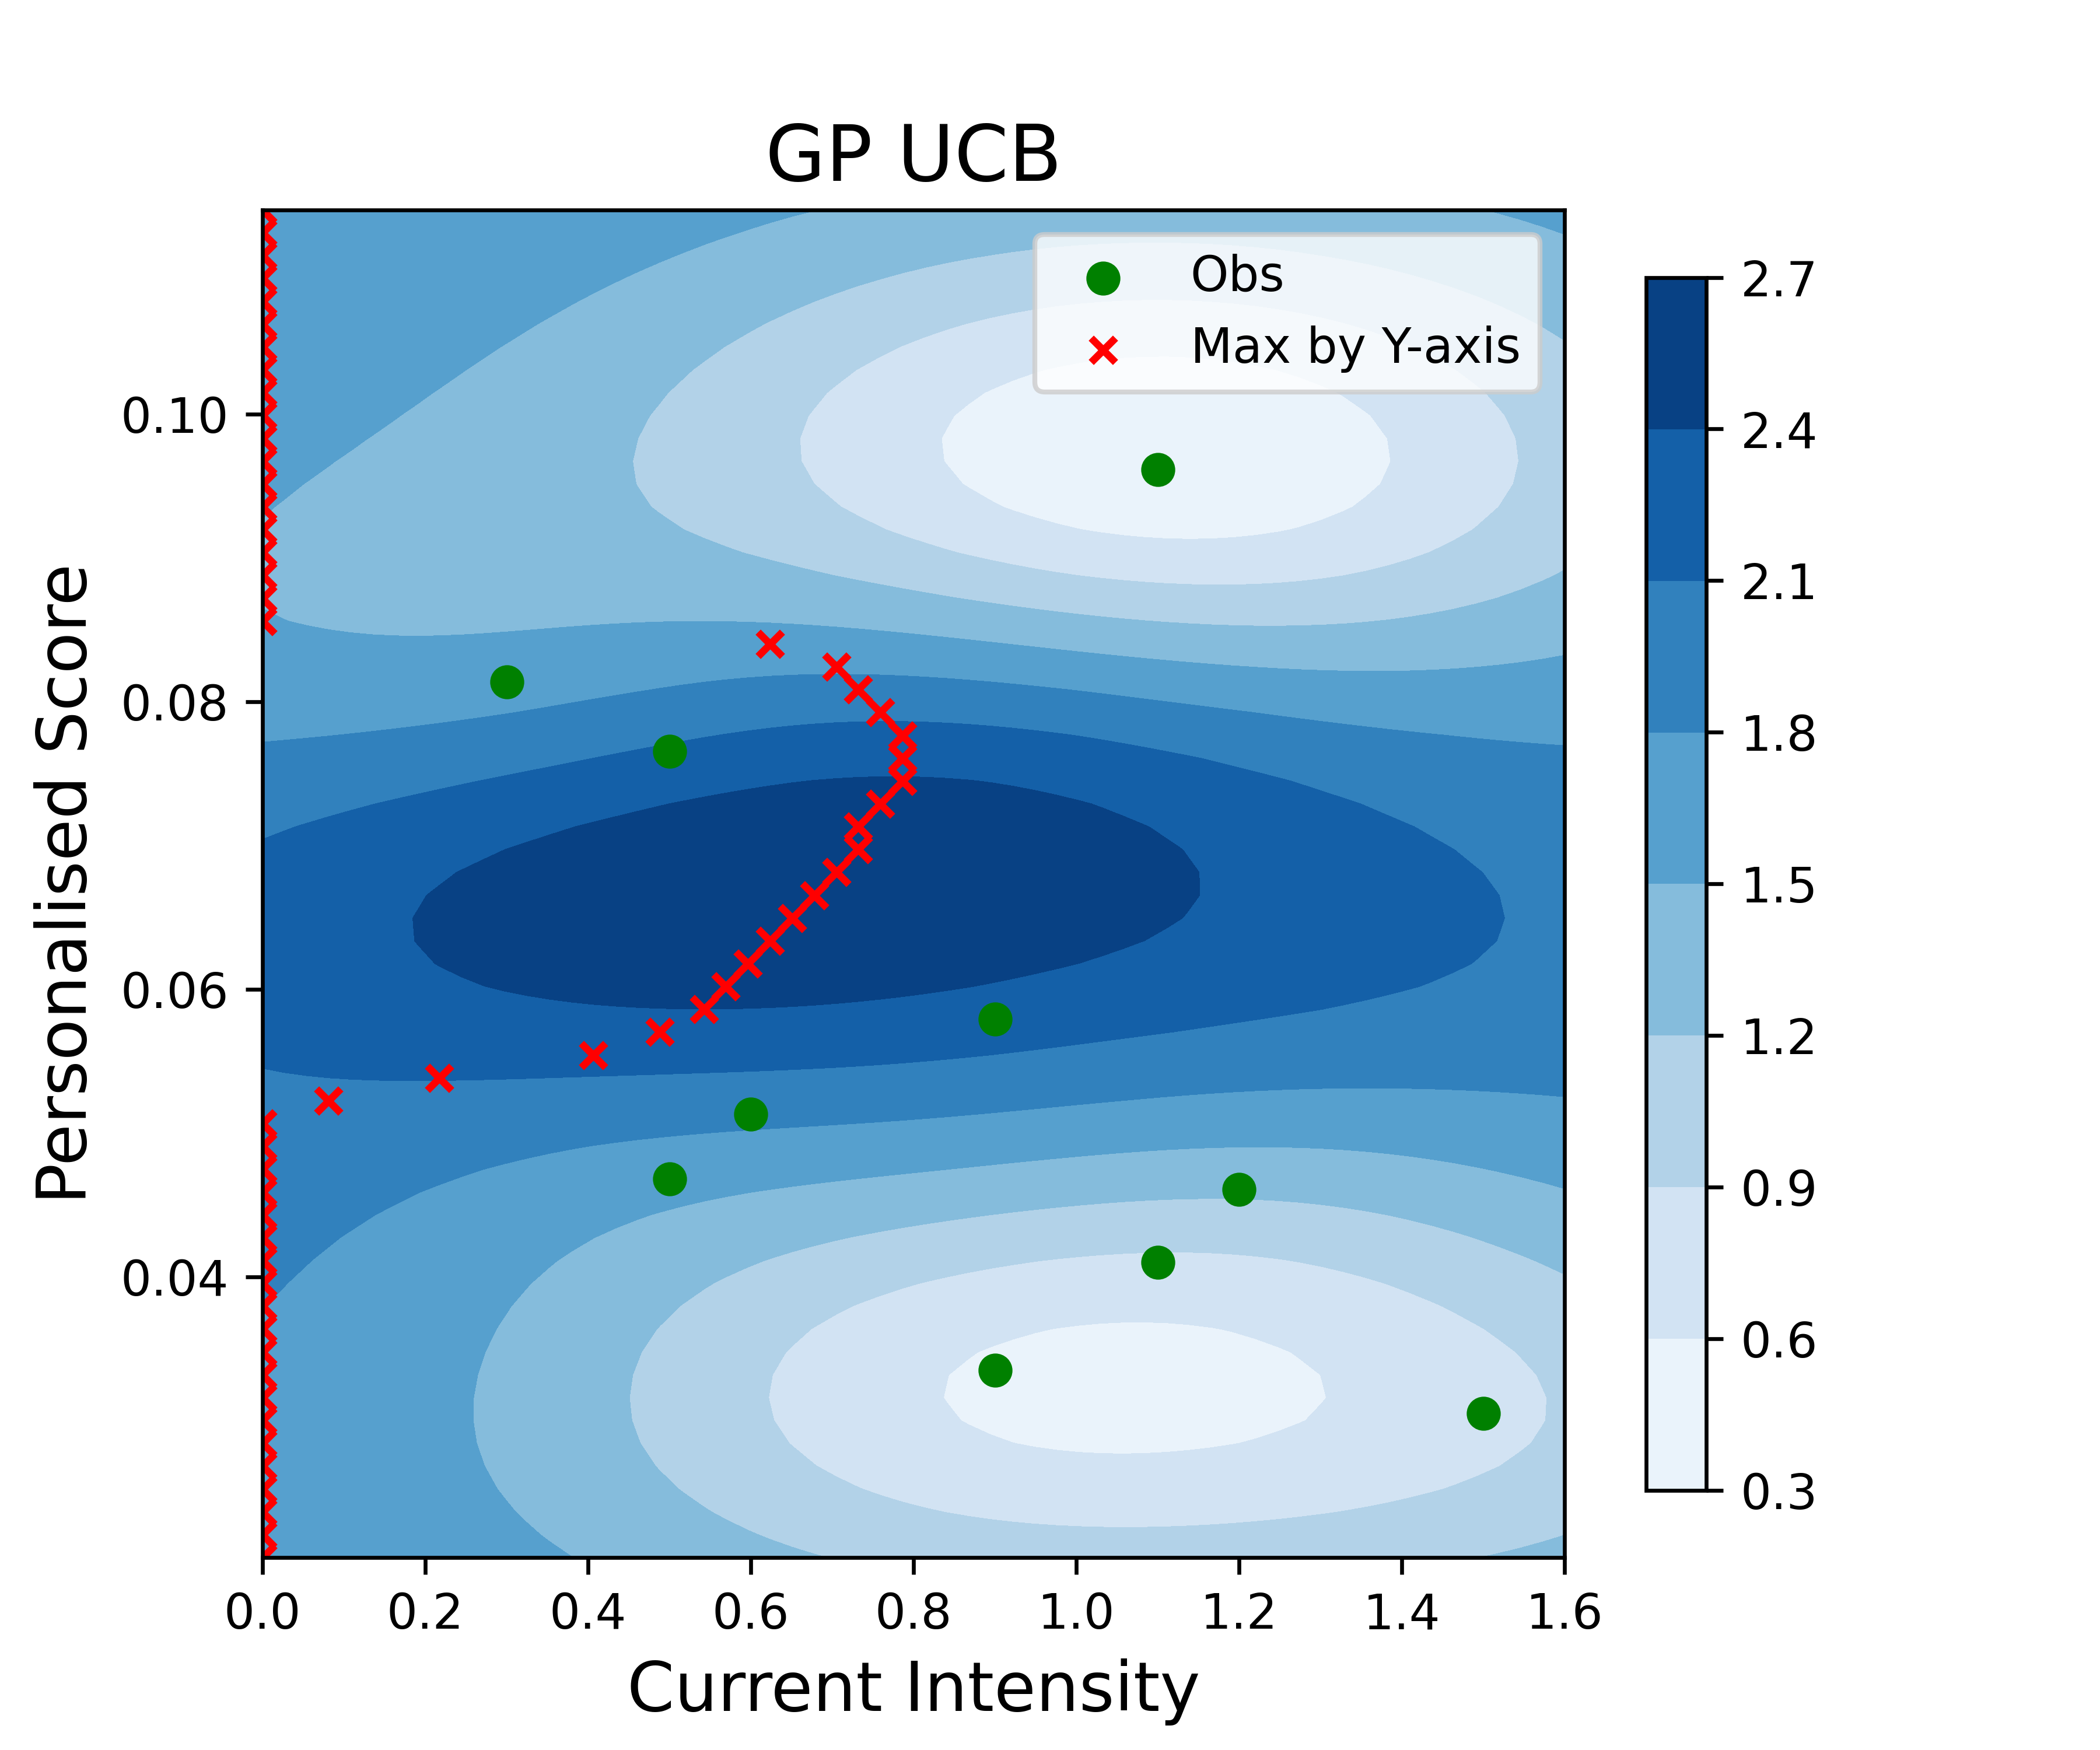 GP UCB
Obs
Max by Y-axis
Personalised Score
0.10
0.08
0.06
0.04
0.0 0.2 0.4 0.6 0.8 1.0 1.2 1.4 1.6
Current Intensity
2.7
2.4
2.1
1.8
1.5
1.2
0.9
0.6
0.3